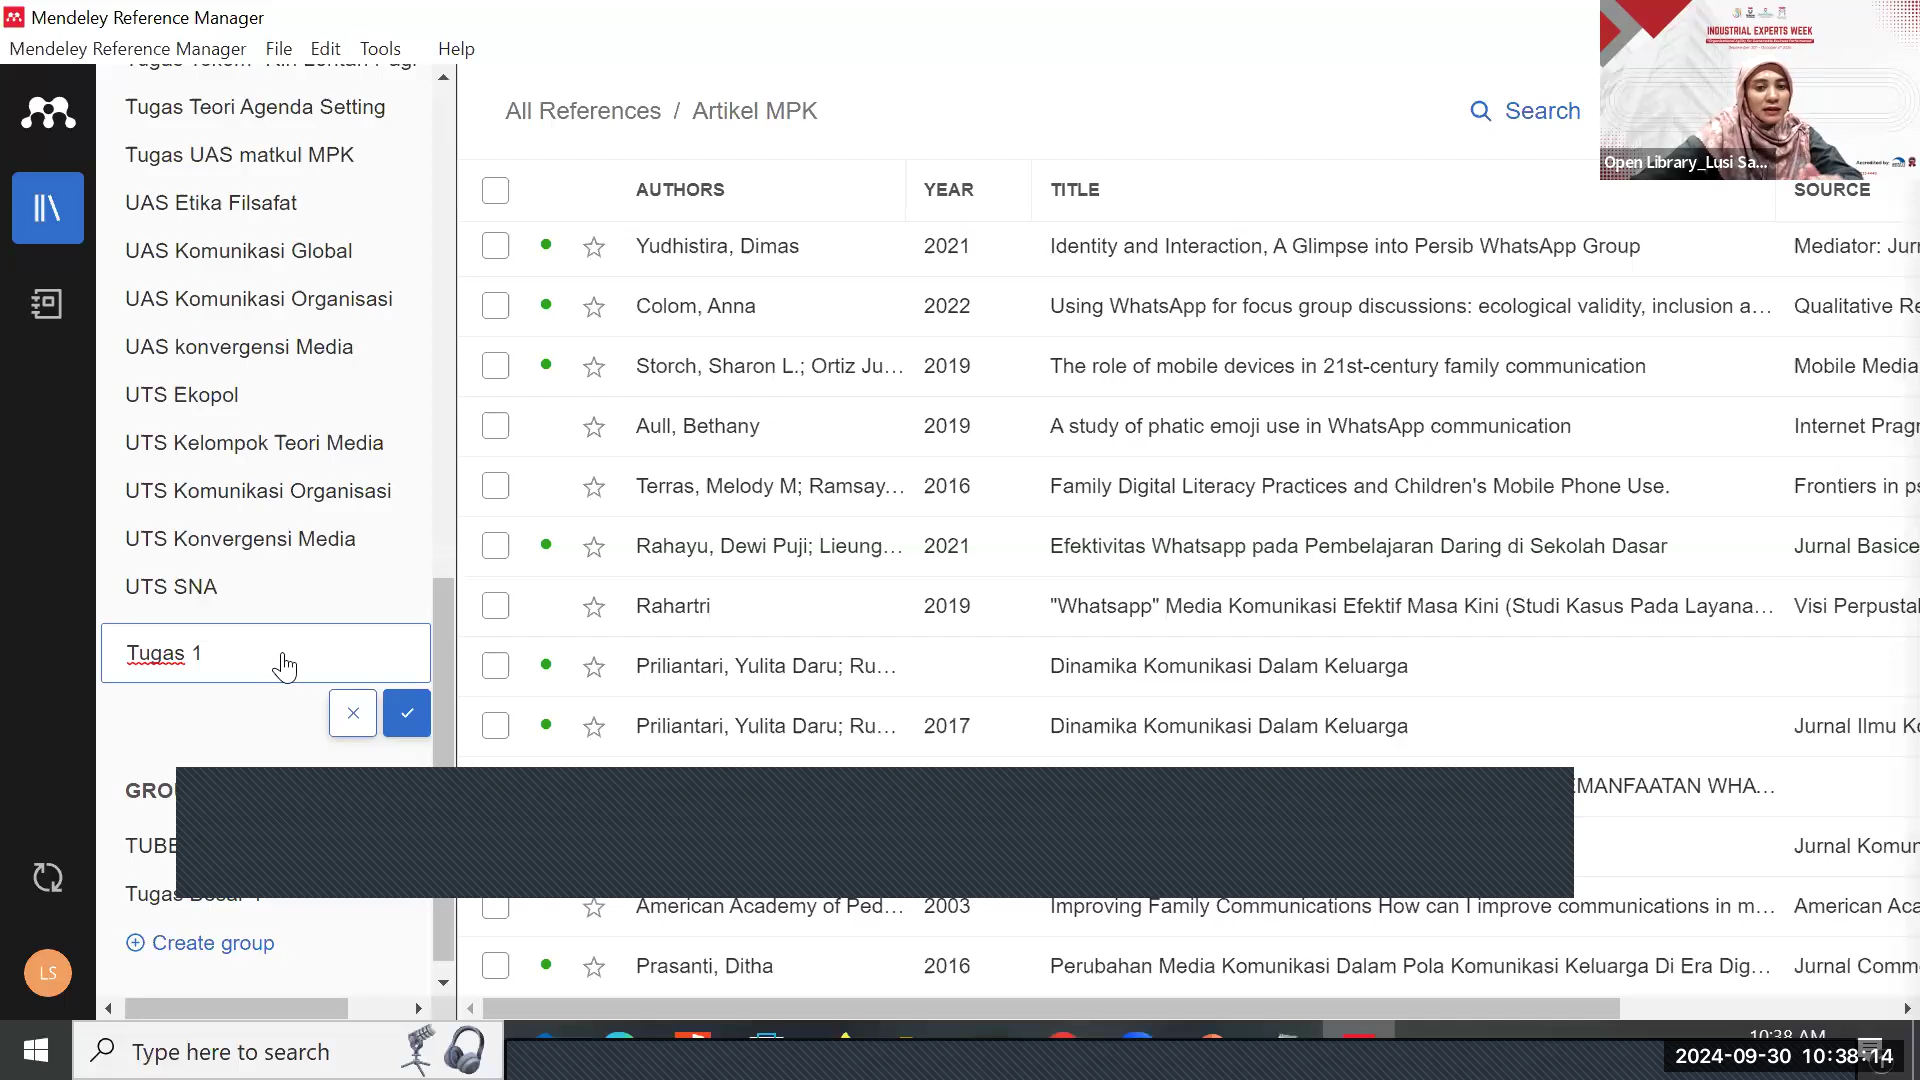 Mendeley Reference Manager
Mendeley Reference Manager File Edit Tools Help
INDUSTRIAL EXPERTS WEEK
Open Library_Lusi Sa...
Accredited by:
Tugas Teori Agenda Setting
Tugas UAS matkul MPK
UAS Etika Filsafat
UAS Komunikasi Global
UAS Komunikasi Organisasi
UAS konvergensi Media
UTS Ekopol
UTS Kelompok Teori Media
UTS Komunikasi Organisasi
UTS Konvergensi Media
UTS SNA
Tugas 1
GRO
TUBE
Tugas
Create group
LS
All References / Artikel MPK
Search
AUTHORS YEAR TITLE SOURCE
Yudhistira, Dimas 2021 Identity and Interaction, A Glimpse into Persib WhatsApp Group Mediator: Jur
Colom, Anna 2022 Using WhatsApp for focus group discussions: ecological validity, inclusion a... Qualitative Re
Storch, Sharon L.; Ortiz Ju... 2019 The role of mobile devices in 21st-century family communication Mobile Media
Aull, Bethany 2019 A study of phatic emoji use in WhatsApp communication Internet Pragr
Terras, Melody M; Ramsay... 2016 Family Digital Literacy Practices and Children's Mobile Phone Use. Frontiers in ps
Rahayu, Dewi Puji; Lieung... 2021 Efektivitas Whatsapp pada Pembelajaran Daring di Sekolah Dasar Jurnal Basice
Rahartri 2019 "Whatsapp" Media Komunikasi Efektif Masa Kini (Studi Kasus Pada Layana... Visi Perpustal
Priliantari, Yulita Daru; Ru... Dinamika Komunikasi Dalam Keluarga
Priliantari, Yulita Daru; Ru... 2017 Dinamika Komunikasi Dalam Keluarga Jurnal Ilmu Ko
EMANFAATAN WHA...
Jurnal Komun
American Academy of Ped... 2003 Improving Family Communications How can I improve communications in m... American Aca
Prasanti, Ditha 2016 Perubahan Media Komunikasi Dalam Pola Komunikasi Keluarga Di Era Dig... Jurnal Comm
Type here to search
10:38 AM
2024-09-30 10:38:14